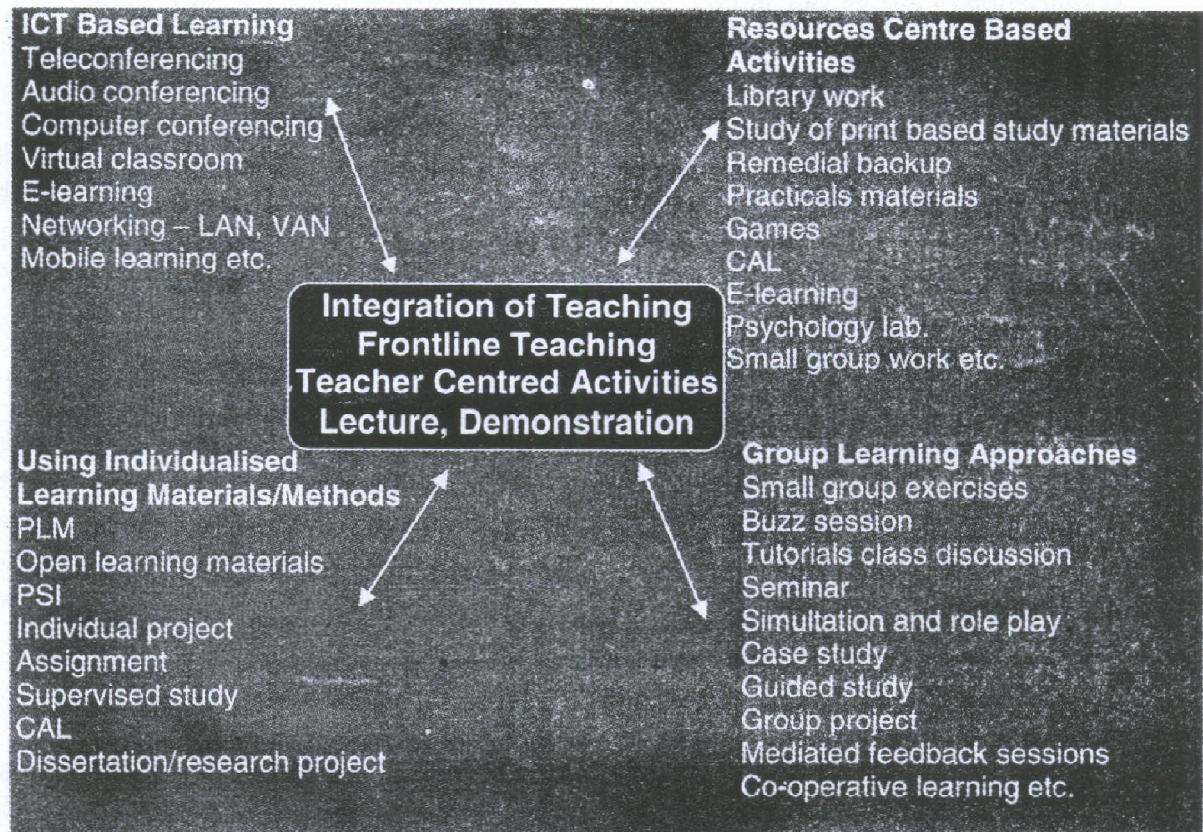 ICT Based Learning
Teleconferencing
Audio conferencing
Computer conferencing
Virtual classroom
E-learning
Networking – LAN, VAN
Mobile learning etc.
Resources Centre Based
Activities
Library work
Study of print based study materials
Remedial backup
Practicals materials
Games
CAL
E-learning
Psychology lab.
Small group work etc.
Integration of Teaching
Frontline Teaching
Teacher Centred Activities
Lecture, Demonstration
Using Individualised
Learning Materials/Methods
PLM
Open learning materials
PSI
Individual project
Assignment
Supervised study
CAL
Dissertation/research project
Group Learning Approaches
Small group exercises
Buzz session
Tutorials class discussion
Seminar
Simultation and role play
Case study
Guided study
Group project
Mediated feedback sessions
Co-operative learning etc.